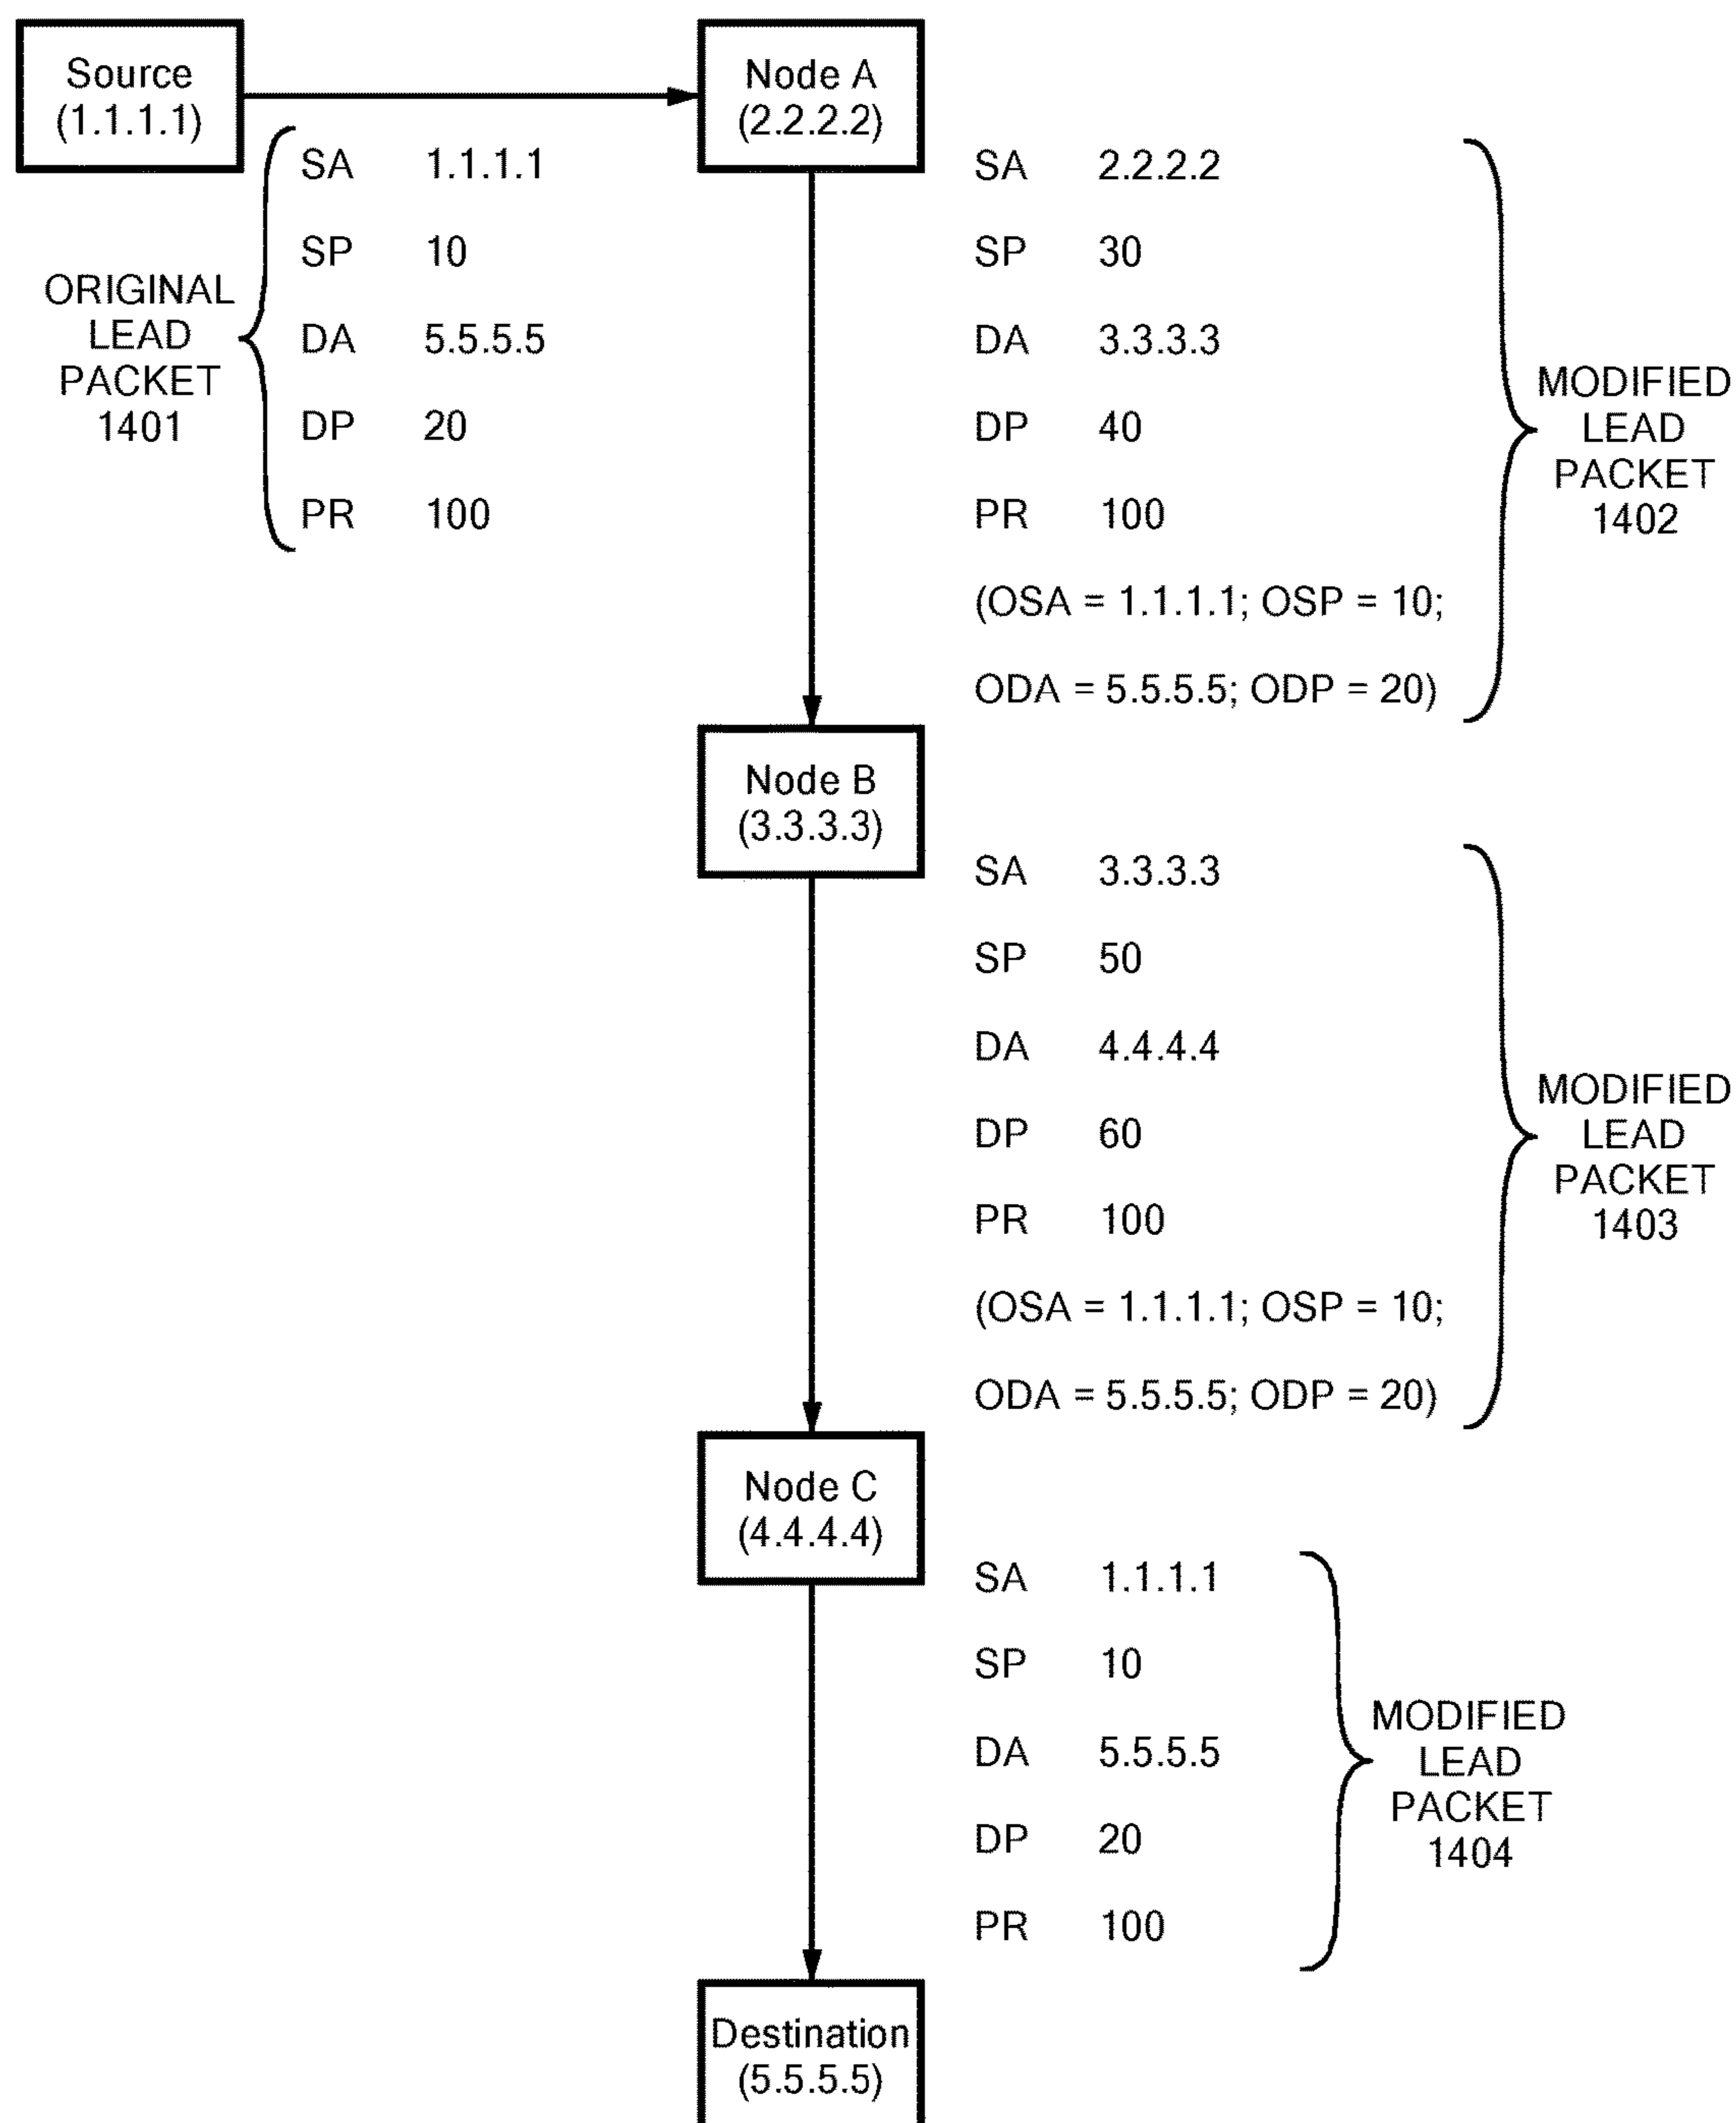 Source
(1.1.1.1)
Node A
(2.2.2.2)
ORIGINAL
LEAD
PACKET
1401
SA 1.1.1.1
SP 10
DA 5.5.5.5
DP 20
PR 100
SA 2.2.2.2
SP 30
DA 3.3.3.3
DP 40
PR 100
(OSA = 1.1.1.1; OSP = 10;
ODA = 5.5.5.5; ODP = 20)
MODIFIED
LEAD
PACKET
1402
Node B
(3.3.3.3)
SA 3.3.3.3
SP 50
DA 4.4.4.4
DP 60
PR 100
(OSA = 1.1.1.1; OSP = 10;
ODA = 5.5.5.5; ODP = 20)
MODIFIED
LEAD
PACKET
1403
Node C
(4.4.4.4)
SA 1.1.1.1
SP 10
DA 5.5.5.5
DP 20
PR 100
MODIFIED
LEAD
PACKET
1404
Destination
(5.5.5.5)